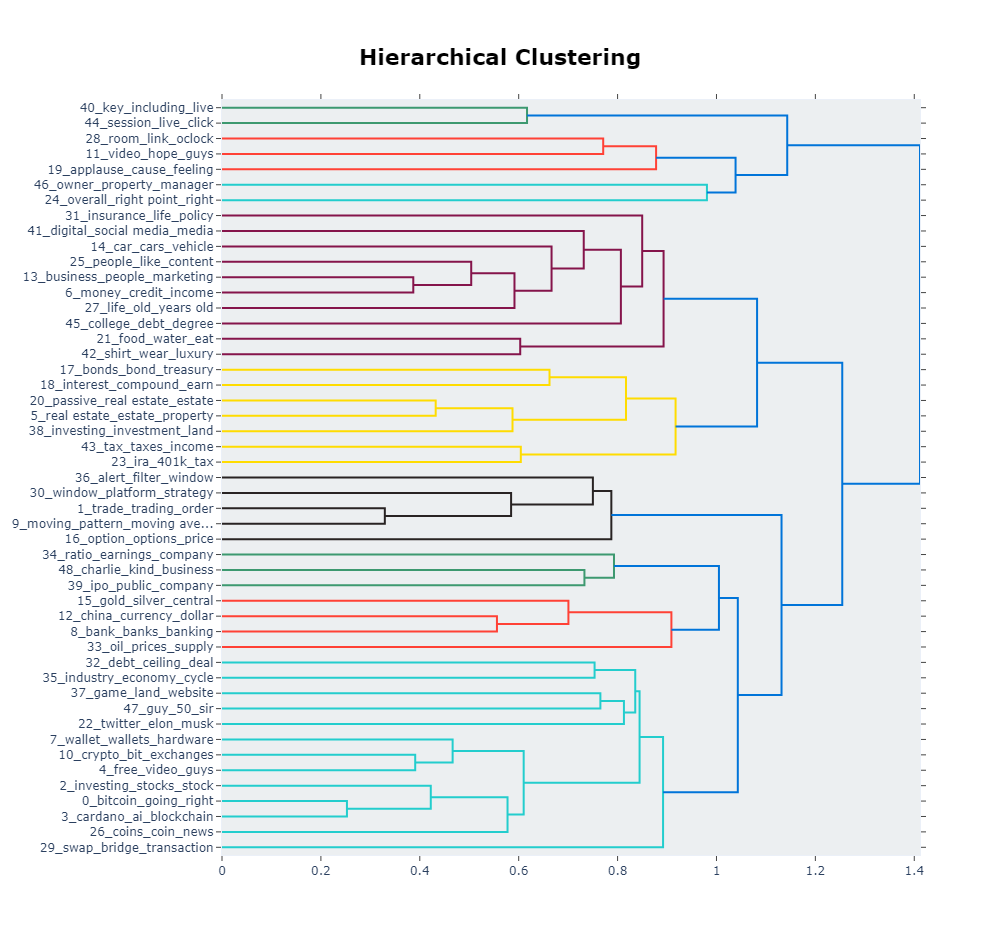 Hierarchical Clustering
40_key_including_live
44_session_live_click
28_room_link_oclock
11_video_hope_guys
19_applause_cause_feeling
46_owner_property_manager
24_overall_right point_right
31_insurance_life_policy
41_digital_social media_media
14_car_cars_vehicle
25_people_like_content
13_business_people_marketing
6_money_credit_income
27_life_old_years old
45_college_debt_degree
21_food_water_eat
42_shirt_wear_luxury
17_bonds_bond_treasury
18_interest_compound_earn
20_passive_real estate_estate
5_real estate_estate_property
38_investing_investment_land
43_tax_taxes_income
23_ira_401k_tax
36_alert_filter_window
30_window_platform_strategy
1_trade_trading_order
9_moving_pattern_moving ave...
16_option_options_price
34_ratio_earnings_company
48_charlie_kind_business
39_ipo_public_company
15_gold_silver_central
12_china_currency_dollar
8_bank_banks_banking
33_oil_prices_supply
32_debt_ceiling_deal
35_industry_economy_cycle
37_game_land_website
47_guy_50_sir
22_twitter_elon_musk
7_wallet_wallets_hardware
10_crypto_bit_exchanges
4_free_video_guys
2_investing_stocks_stock
0_bitcoin_going_right
3_cardano_ai_blockchain
26_coins_coin_news
29_swap_bridge_transaction
0 0.2 0.4 0.6 0.8 1 1.2 1.4